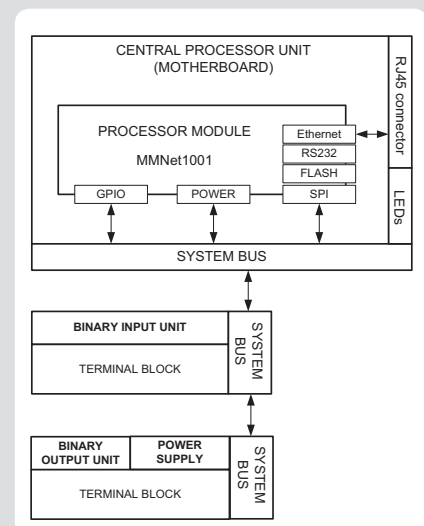 CENTRAL PROCESSOR UNIT
(MOTHERBOARD)
RJ45 connector
PROCESSOR MODULE
MMNet1001
Ethernet
RS232
FLASH
GPIO
POWER
SPI
LEDs
SYSTEM BUS
BINARY INPUT UNIT
TERMINAL BLOCK
SYSTEM
BUS
BINARY
OUTPUT UNIT
POWER
SUPPLY
TERMINAL BLOCK
SYSTEM
BUS